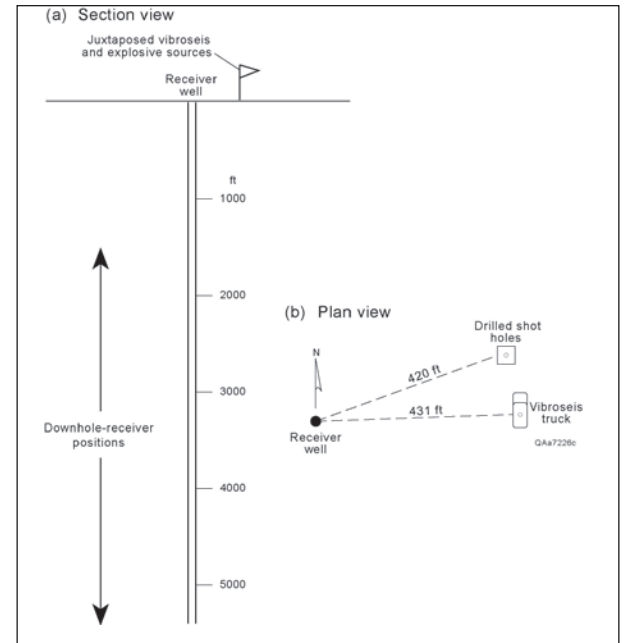 (a) Section view
Juxtaposed vibroseis
and explosive sources
Receiver
well
ft
1000
2000
(b) Plan view
Drilled shot
holes
N
420 ft
3000
431 ft
Vibroseis
truck
Downhole-receiver
positions
Receiver
well
QAa7226c
4000
5000